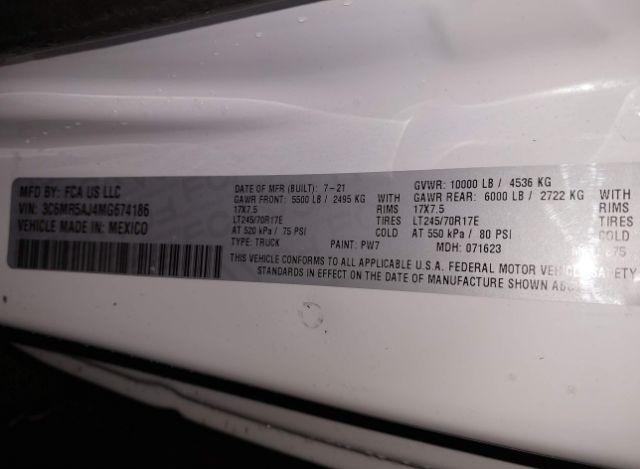 MFD BY: FCA US LLC
VIN: 3C6MR5AJ4MG674186
VEHICLE MADE IN: MEXICO
DATE OF MFR (BUILT): 7-21 GVWR: 10000 LB / 4536 KG
GAWR FRONT: 5500 LB / 2495 KG WITH GAWR REAR: 6000 LB / 2722 KG WITH
17X7.5 RIMS 17X7.5 RIMS
LT245/70R17E TIRES LT245/70R17E TIRES
AT 520 kPa / 75 PSI COLD AT 550 kPa / 80 PSI COLD
TYPE: TRUCK PAINT: PW7 MDH: 071623
THIS VEHICLE CONFORMS TO ALL APPLICABLE U.S.A. FEDERAL MOTOR VEHICLE SAFETY
STANDARDS IN EFFECT ON THE DATE OF MANUFACTURE SHOWN